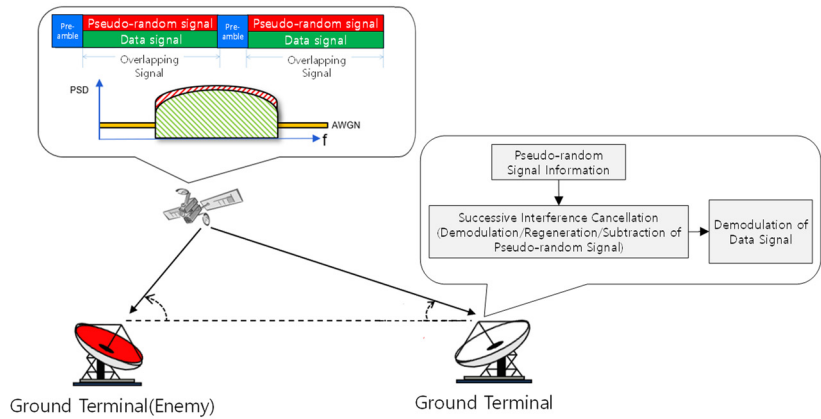 Pre-
amble
Pseudo-random signal
Data signal
Pre-
amble
Pseudo-random signal
Data signal
Overlapping
Signal
Overlapping
Signal
PSD
AWGN
f
Pseudo-random
Signal Information
Successive Interference Cancellation
(Demodulation/Regeneration/Subtraction of
Pseudo-random Signal)
Demodulation of
Data Signal
Ground Terminal(Enemy)
Ground Terminal